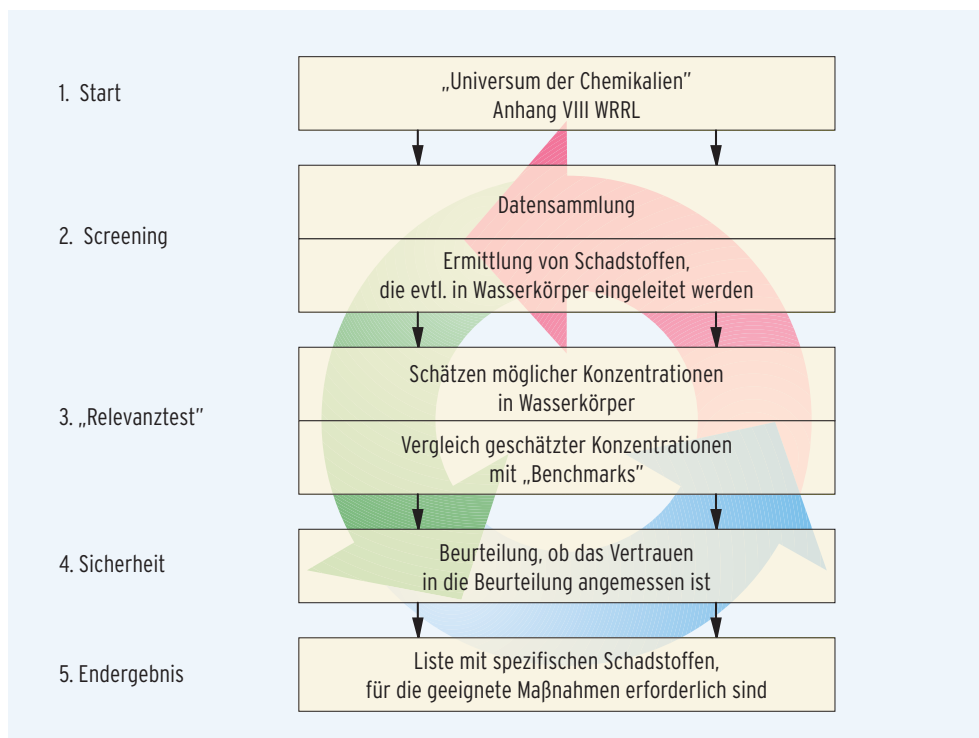 1. Start
„Universum der Chemikalien”
Anhang VIII WRRL
2. Screening
Datensammlung
Ermittlung von Schadstoffen,
die evtl. in Wasserkörper eingeleitet werden
3. „Relevanztest”
Schätzen möglicher Konzentrationen
in Wasserkörper
Vergleich geschätzter Konzentrationen
mit „Benchmarks”
4. Sicherheit
Beurteilung, ob das Vertrauen
in die Beurteilung angemessen ist
5. Endergebnis
Liste mit spezifischen Schadstoffen,
für die geeignete Maßnahmen erforderlich sind